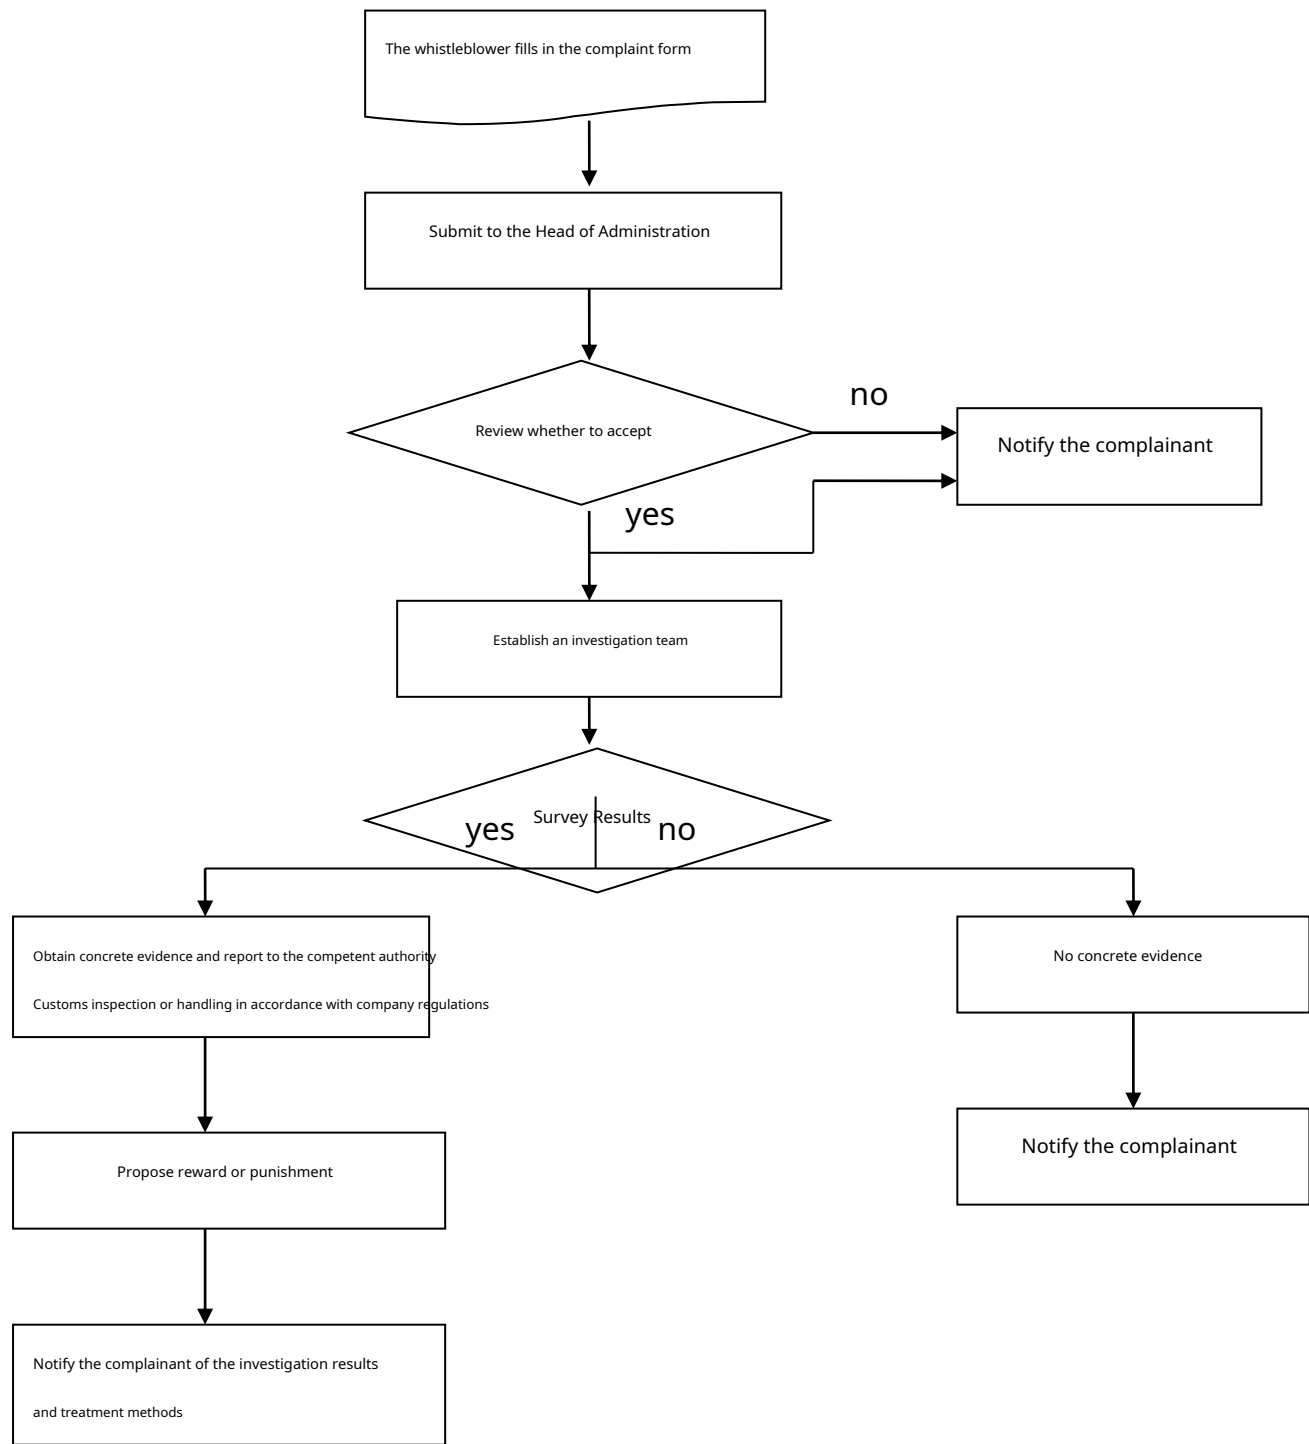 The whistleblower fills in the complaint form
Submit to the Head of Administration
no
Review whether to accept
Notify the complainant
yes
Establish an investigation team
Survey Results
yes
no
Obtain concrete evidence and report to the competent authority
Customs inspection or handling in accordance with company regulations
No concrete evidence
Notify the complainant
Propose reward or punishment
Notify the complainant of the investigation results
and treatment methods